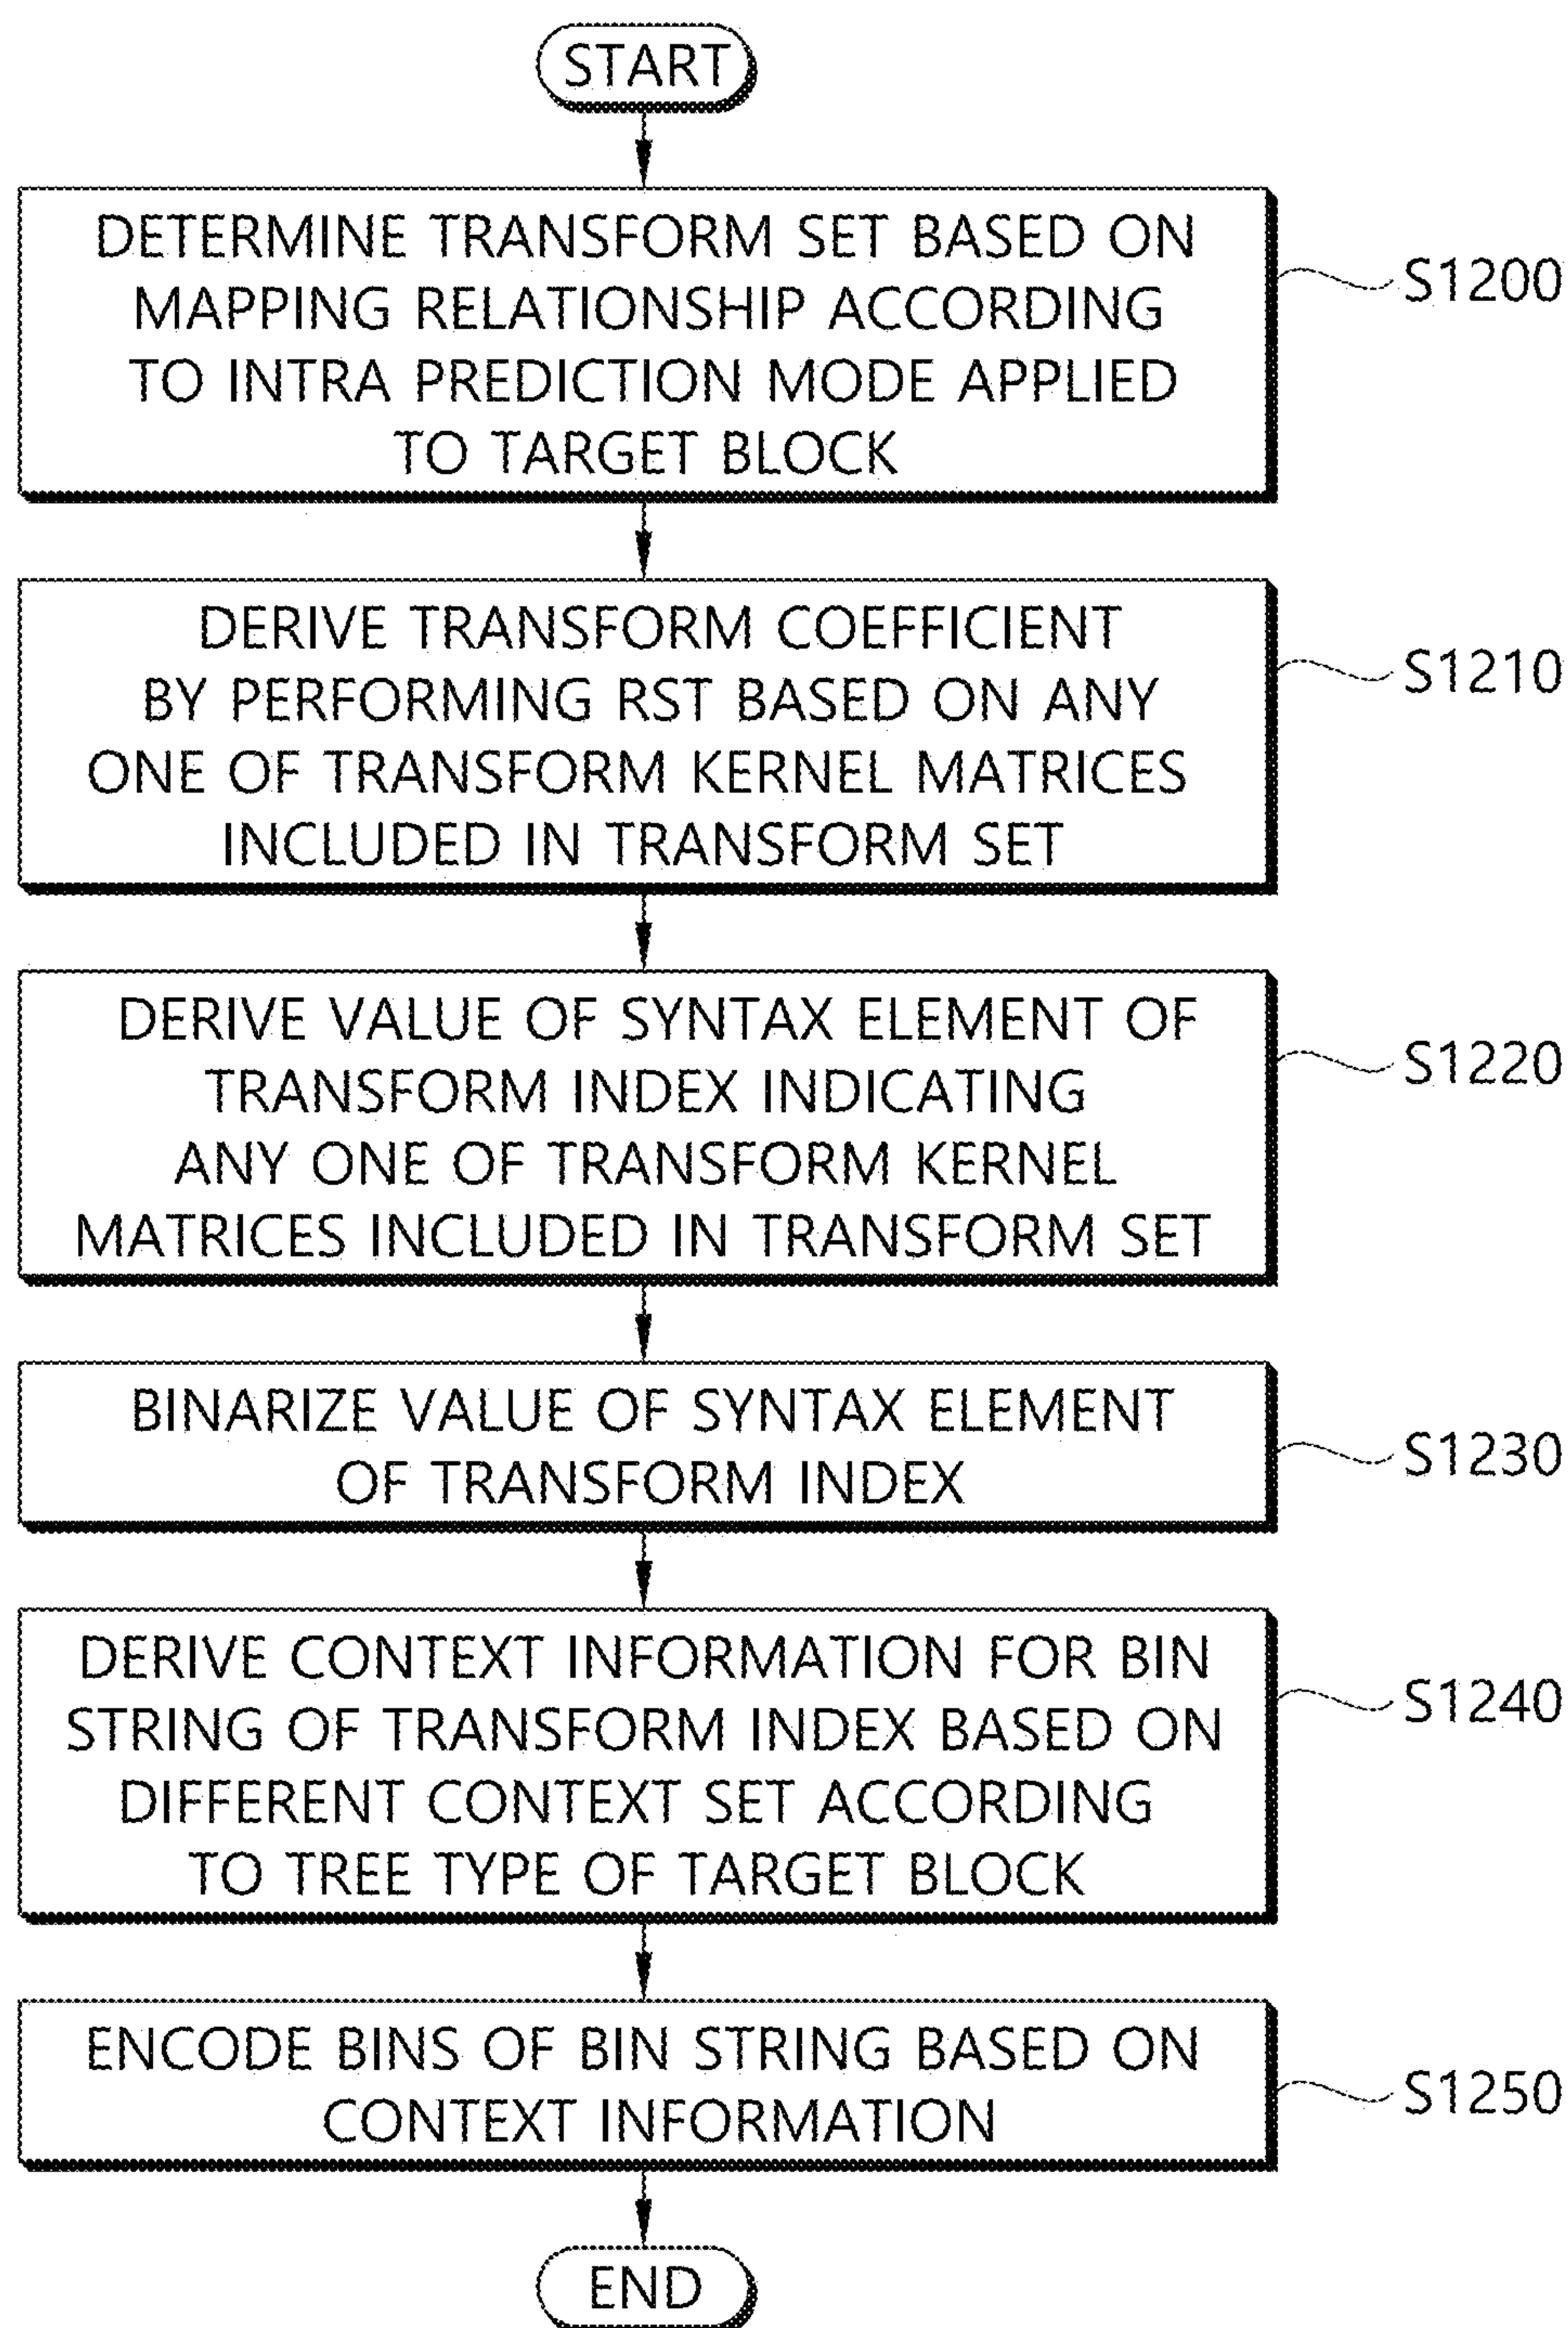 START
DETERMINE TRANSFORM SET BASED ON
MAPPING RELATIONSHIP ACCORDING
TO INTRA PREDICTION MODE APPLIED
TO TARGET BLOCK
S1200
DERIVE TRANSFORM COEFFICIENT
BY PERFORMING RST BASED ON ANY
ONE OF TRANSFORM KERNEL MATRICES
INCLUDED IN TRANSFORM SET
S1210
DERIVE VALUE OF SYNTAX ELEMENT OF
TRANSFORM INDEX INDICATING
ANY ONE OF TRANSFORM KERNEL
MATRICES INCLUDED IN TRANSFORM SET
S1220
BINARIZE VALUE OF SYNTAX ELEMENT
OF TRANSFORM INDEX
S1230
DERIVE CONTEXT INFORMATION FOR BIN
STRING OF TRANSFORM INDEX BASED ON
DIFFERENT CONTEXT SET ACCORDING
TO TREE TYPE OF TARGET BLOCK
S1240
ENCODE BINS OF BIN STRING BASED ON
CONTEXT INFORMATION
S1250
END